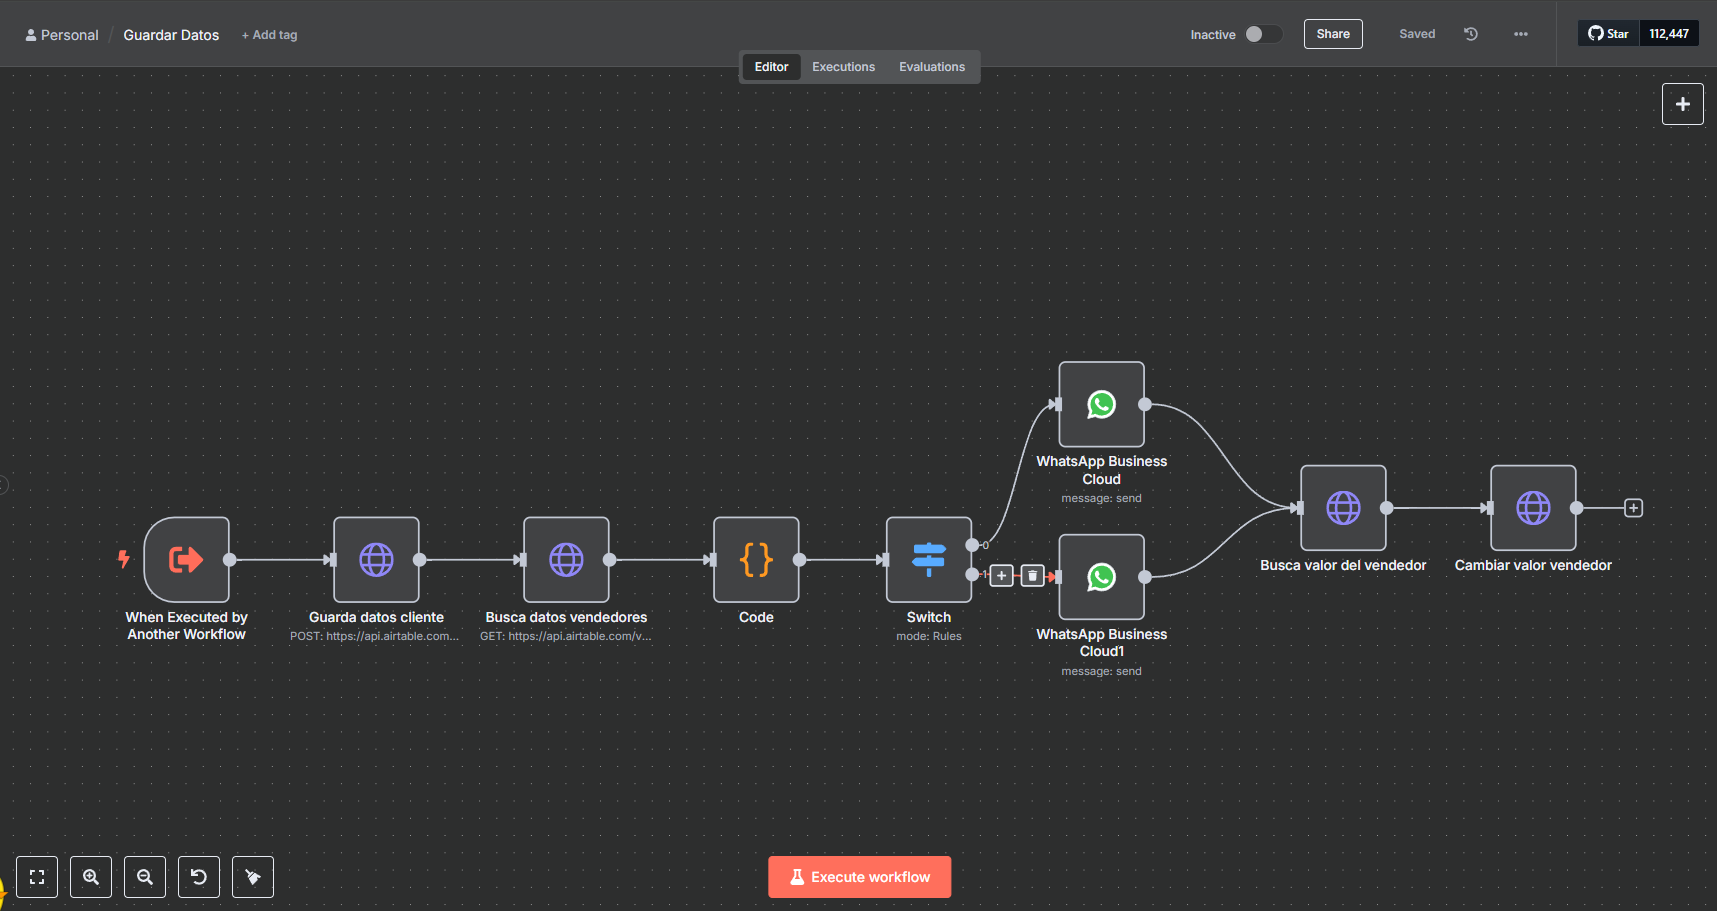 Personal / Guardar Datos + Add tag
Inactive
Share
Saved
Star 112,447
Editor Executions Evaluations
WhatsApp Business
Cloud
message: send
When Executed by
Another Workflow
Guarda datos cliente
POST: https://api.airtable.com...
Busca datos vendedores
GET: https://api.airtable.com/v...
Code
Switch
mode: Rules
0
1
WhatsApp Business
Cloud1
message: send
Busca valor del vendedor
Cambiar valor vendedor
Execute workflow